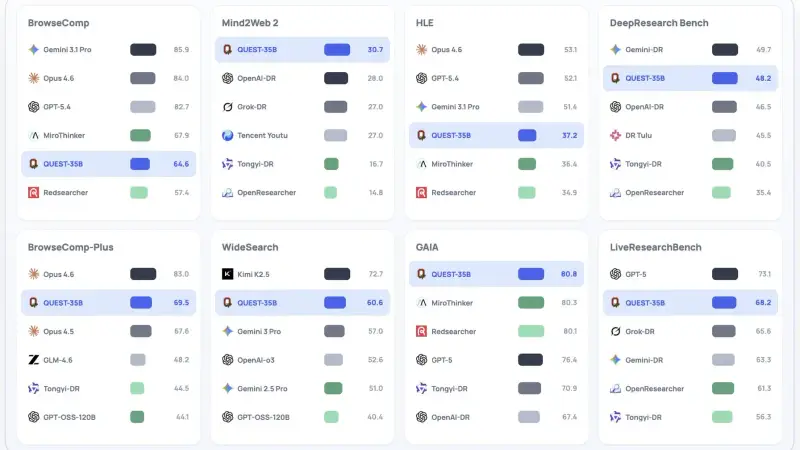 BrowseComp
Gemini 3.1 Pro 85.9
Opus 4.6 84.0
GPT-5.4 82.7
MiroThinker 67.9
QUEST-35B 64.6
Redsearcher 57.4
Mind2Web 2
QUEST-35B 30.7
OpenAI-DR 28.0
Grok-DR 27.0
Tencent Youtu 27.0
Tongyi-DR 16.7
OpenResearcher 14.8
HLE
Opus 4.6 53.1
GPT-5.4 52.1
Gemini 3.1 Pro 51.4
QUEST-35B 37.2
MiroThinker 36.4
Redsearcher 34.9
DeepResearch Bench
Gemini-DR 49.7
QUEST-35B 48.2
OpenAI-DR 46.5
DR Tulu 45.5
Tongyi-DR 40.5
OpenResearcher 35.4
BrowseComp-Plus
Opus 4.6 83.0
QUEST-35B 69.5
Opus 4.5 67.6
GLM-4.6 48.2
Tongyi-DR 44.5
GPT-OSS-120B 44.1
WideSearch
Kimi K2.5 72.7
QUEST-35B 60.6
Gemini 3 Pro 57.0
OpenAI-o3 52.6
Gemini 2.5 Pro 51.0
GPT-OSS-120B 40.4
GAIA
QUEST-35B 80.8
MiroThinker 80.3
Redsearcher 80.1
GPT-5 76.4
Tongyi-DR 70.9
OpenAI-DR 67.4
LiveResearchBench
GPT-5 73.1
QUEST-35B 68.2
Grok-DR 66.6
Gemini-DR 63.3
OpenResearcher 61.3
Tongyi-DR 56.3